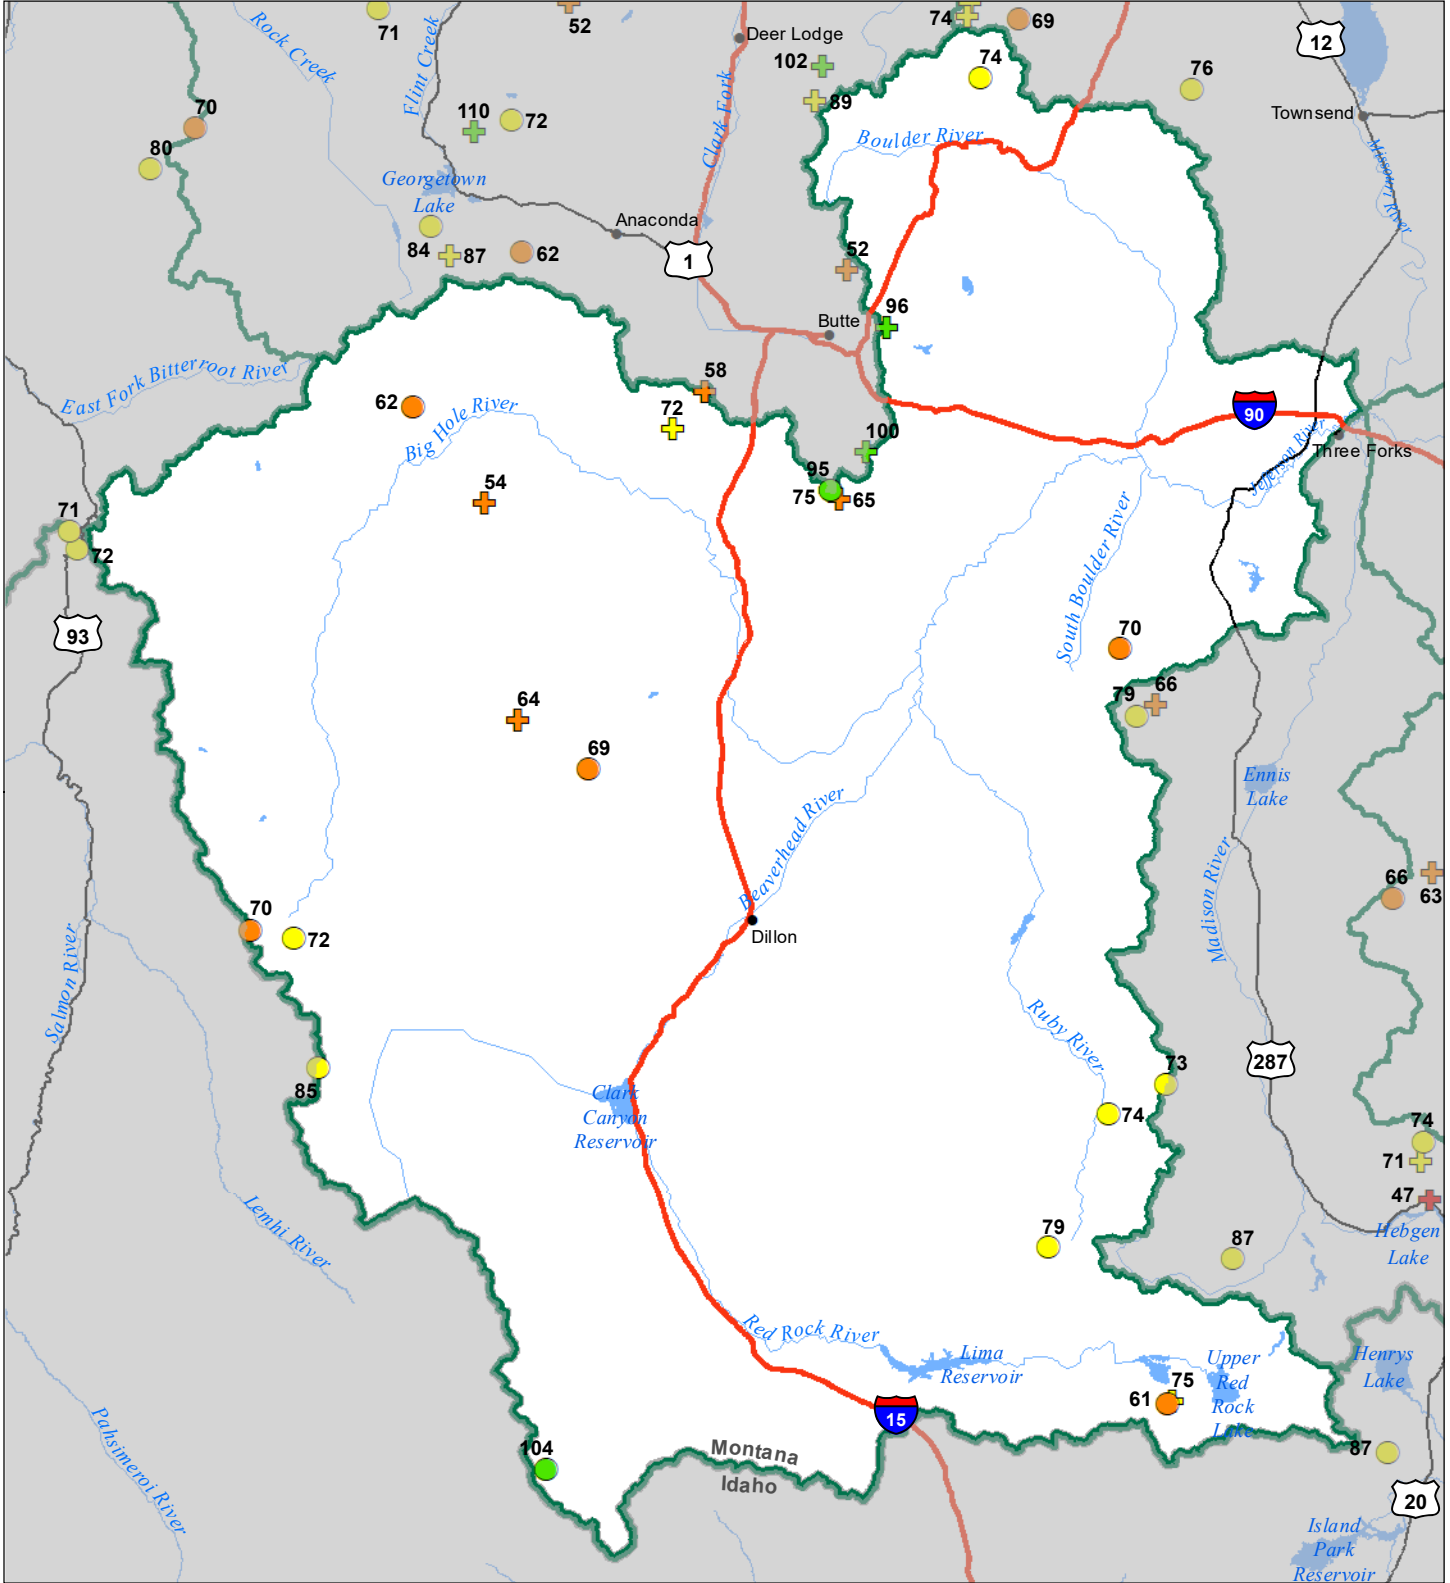 71
52
74
69
Rock Creek
Flint Creek
Deer Lodge
12
102
74
76
89
Clark Fork
Townsend
70
110
72
Boulder River
80
Missouri River
Georgetown
Lake
Anaconda
84
87
62
1
52
96
Butte
East Fork Bitterroot River
58
62
72
Big Hole River
90
100
Three Forks
Jefferson River
95
75
65
54
71
72
South Boulder River
93
70
79
66
64
69
Ennis
Lake
Beaverhead River
Madison River
66
63
70
72
Dillon
Salmon River
Ruby River
287
73
85
Clark
Canyon
Reservoir
74
74
71
47
Lemhi River
79
87
Hebgen
Lake
Red Rock River
Lima
Reservoir
Upper
Red
Rock
Lake
Henrys
Lake
75
61
15
Pahsimeroi River
104
Montana
Idaho
87
20
Island
Park
Reservoir